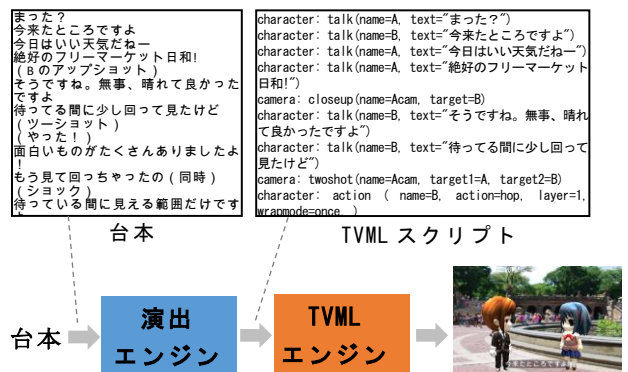 まった？
今来たところですよ
今日はいい天気だねー
絶好のフリーマーケット日和!
(Bのアップショット)
そうですね。無事、晴れて良かった
ですよ
待ってる間に少し回って見たけど
(ツーショット)
(やった！)
面白いものがたくさんありましたよ
！
もう見て回っちゃったの(同時)
(ショック)
待っている間に見える範囲だけです
台本
character: talk(name=A, text="まった？")
character: talk(name=B, text="今来たところですよ")
character: talk(name=A, text="今日はいい天気だねー")
character: talk(name=A, text="絶好のフリーマーケット
日和!")
camera: closeup(name=Acam, target=B)
character: talk(name=B, text="そうですね。無事、晴れ
て良かったですよ")
character: talk(name=B, text="待ってる間に少し回って
見たけど")
camera: twoshot(name=Acam, target1=A, target2=B)
character: action ( name=B, action=hop, layer=1,
wrapmode=once, )
TVML スクリプト
台本
演出
エンジン
TVML
エンジン
今来たところですよ